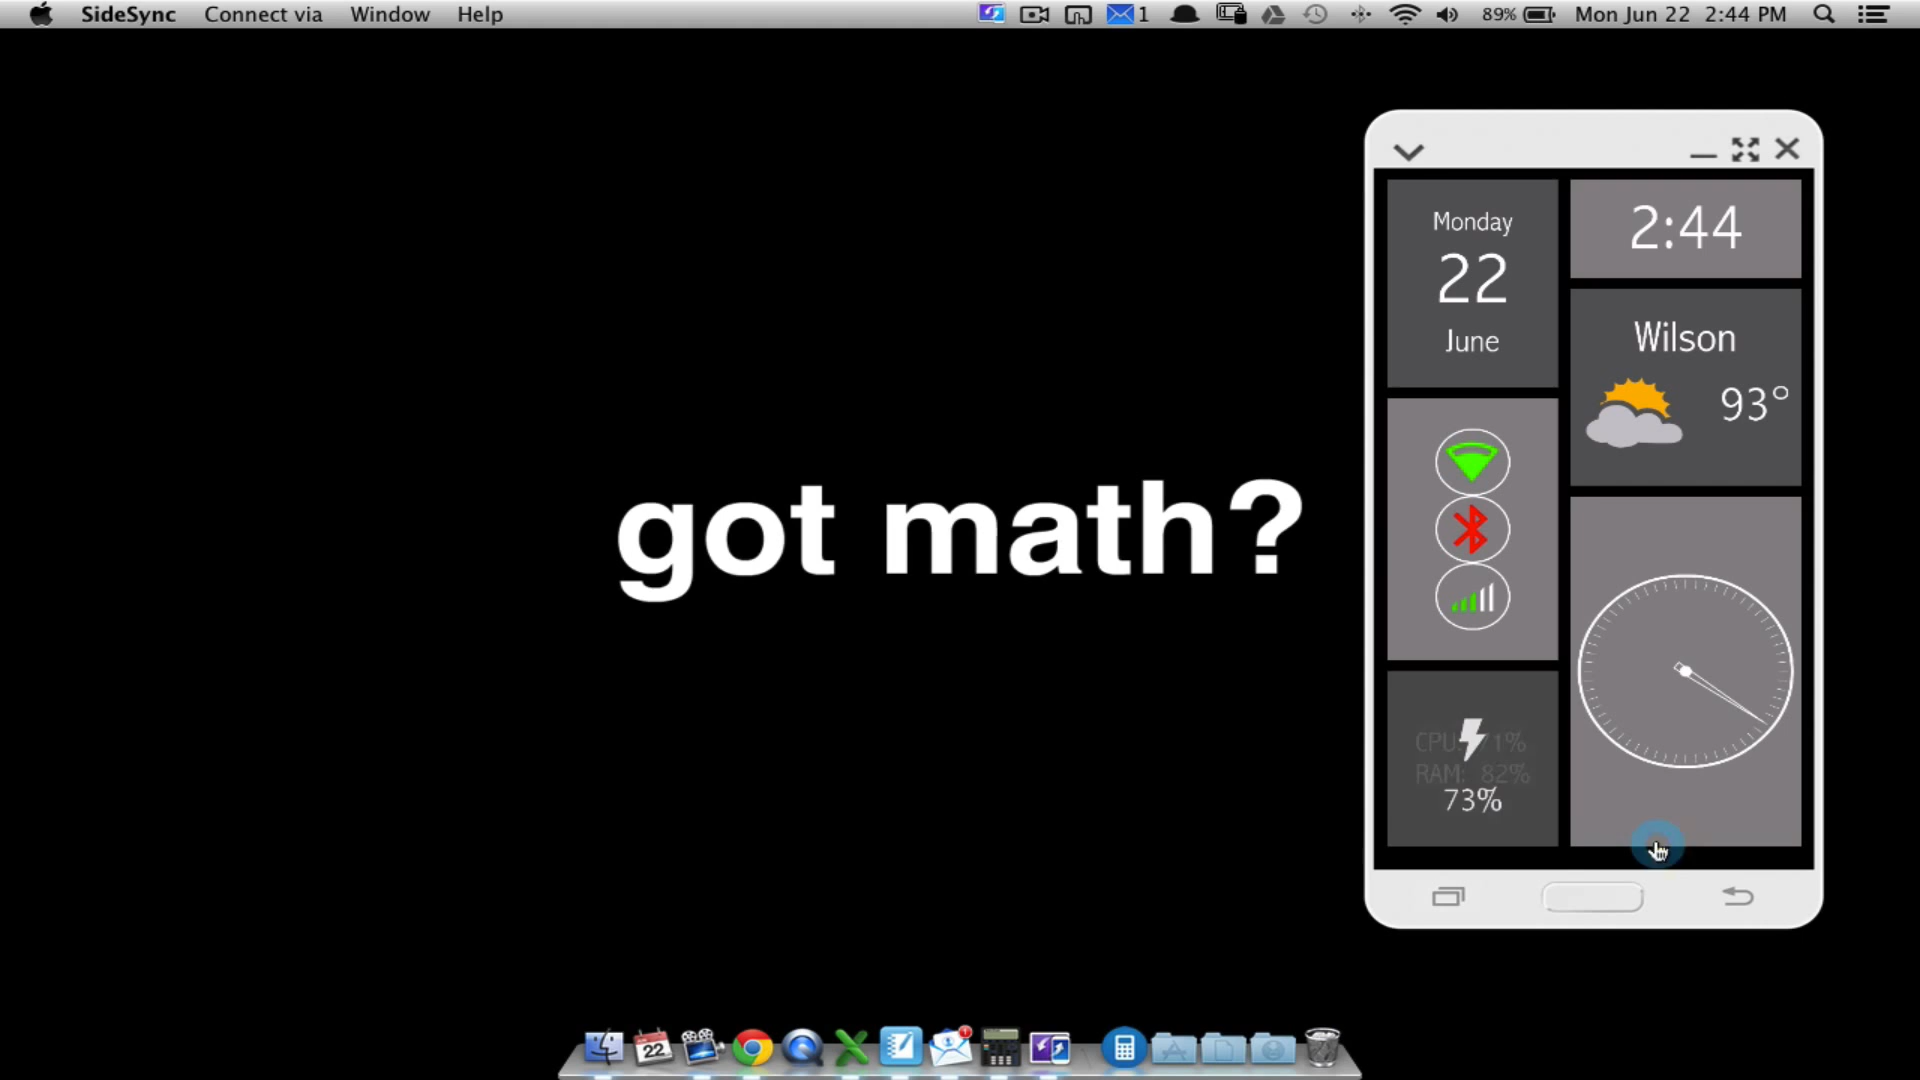 SideSync Connect via Window Help 1 89% Mon Jun 22 2:44 PM
got math?
Monday
22
June
2:44
Wilson
93°
CPU: 71%
RAM: 82%
73%
22